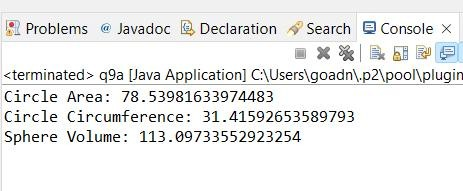 Problems @ Javadoc Declaration Search Console ×
<terminated> q9a [Java Application] C:\Users\goadn\.p2\pool\plugin
Circle Area: 78.53981633974483
Circle Circumference: 31.41592653589793
Sphere Volume: 113.09733552923254